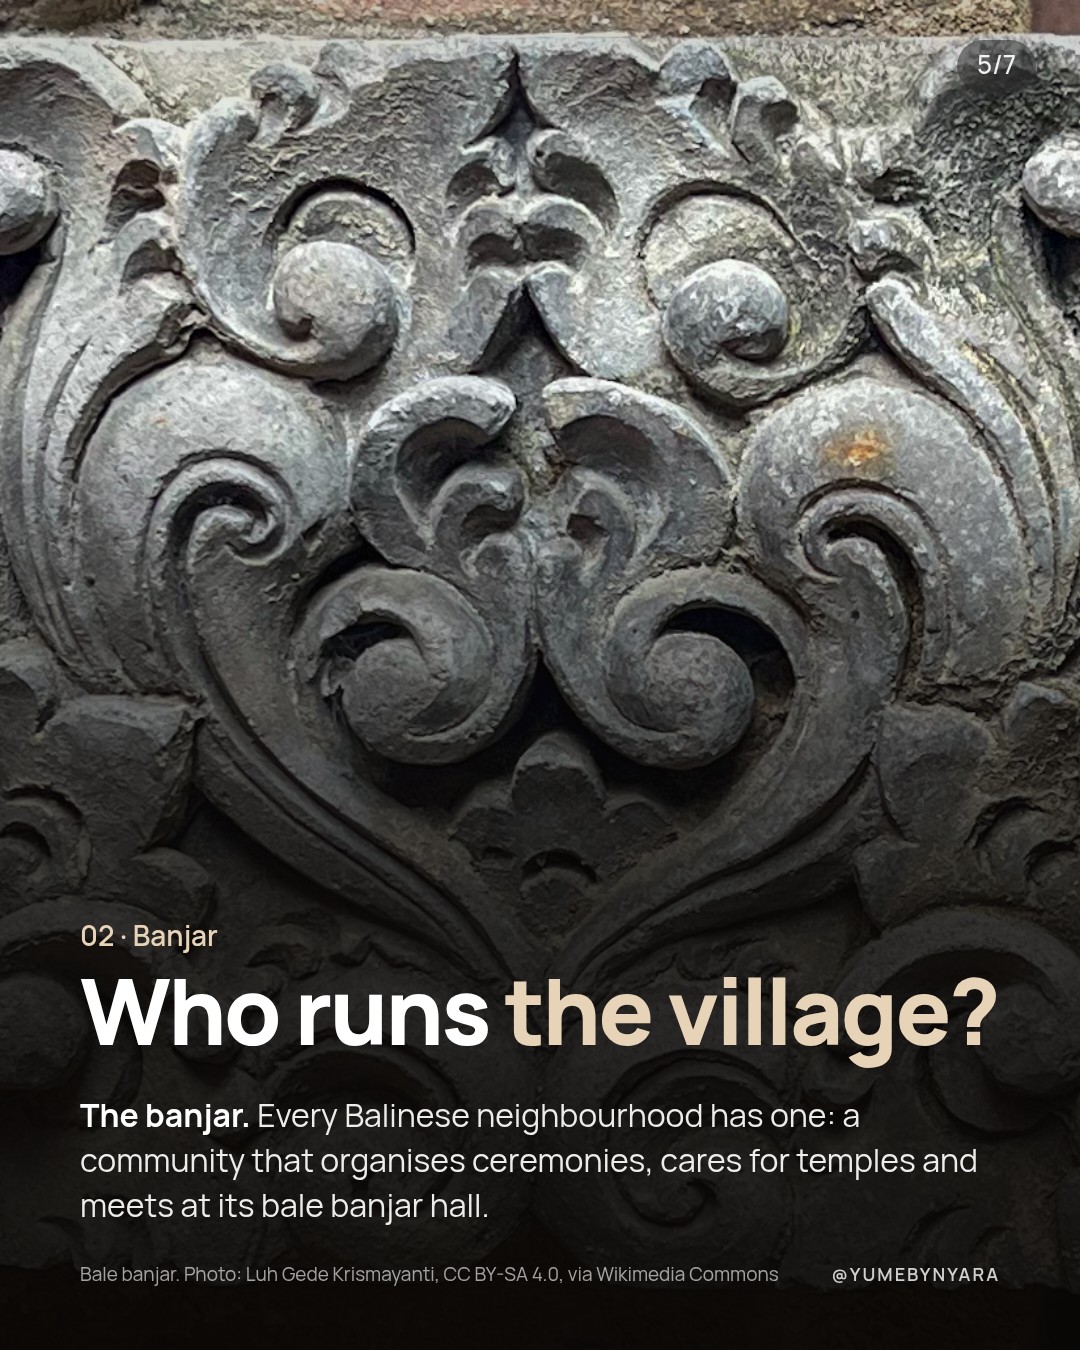 5/7
02 · Banjar
Who runs the village?
The banjar. Every Balinese neighbourhood has one: a
community that organises ceremonies, cares for temples and
meets at its bale banjar hall.
Bale banjar. Photo: Luh Gede Krismayanti, CC BY-SA 4.0, via Wikimedia Commons
@YUMEBYNYARA